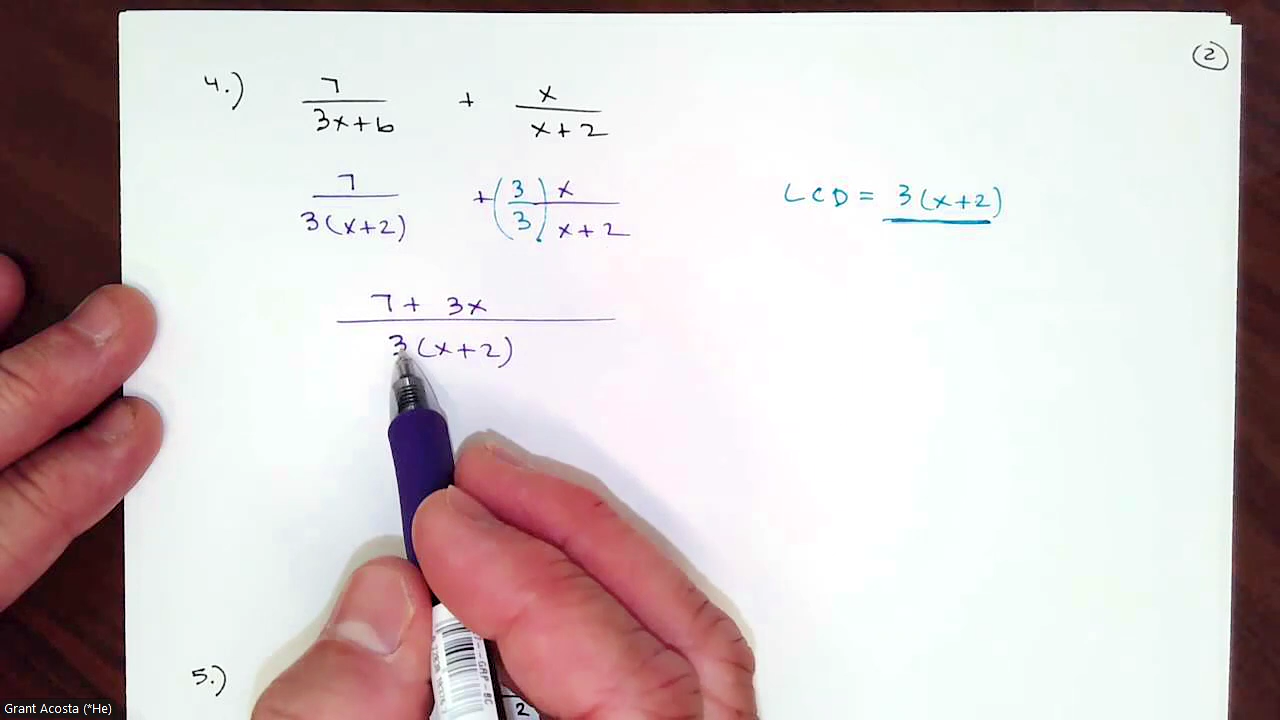 2
4.) 7/(3x+6) + x/(x+2)
7/(3(x+2)) + (3/3) x/(x+2) LCD = 3(x+2)
(7 + 3x)/(3(x+2))
5.)
2
Grant Acosta (*He)